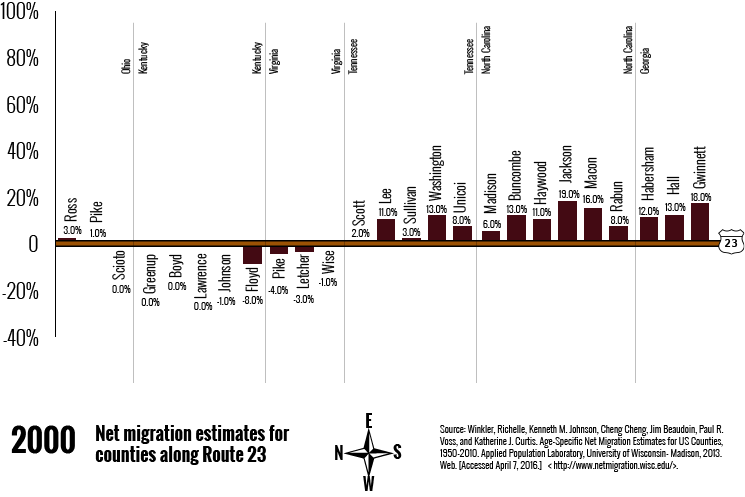 100%
80%
60%
40%
20%
0
-20%
-40%
Ohio
Kentucky
Kentucky
Virginia
Virginia
Tennessee
Tennessee
North Carolina
North Carolina
Georgia
Ross
3.0%
Pike
1.0%
Scioto
0.0%
Greenup
0.0%
Boyd
0.0%
Lawrence
0.0%
Johnson
-1.0%
Floyd
-8.0%
Pike
-4.0%
Letcher
-3.0%
Wise
-1.0%
Scott
2.0%
Lee
11.0%
Sullivan
3.0%
Washington
13.0%
Unicoi
8.0%
Madison
6.0%
Buncombe
13.0%
Haywood
11.0%
Jackson
19.0%
Macon
16.0%
Rabun
8.0%
Habersham
12.0%
Hall
13.0%
Gwinnett
18.0%
23
2000
Net migration estimates for
counties along Route 23
E
N S
W
Source: Winkler, Richelle, Kenneth M. Johnson, Cheng Cheng, Jim Beaudoin, Paul R.
Voss, and Katherine J. Curtis. Age-Specific Net Migration Estimates for US Counties,
1950-2010. Applied Population Laboratory, University of Wisconsin- Madison, 2013.
Web. [Accessed April 7, 2016.] < http://www.netmigration.wisc.edu/>.